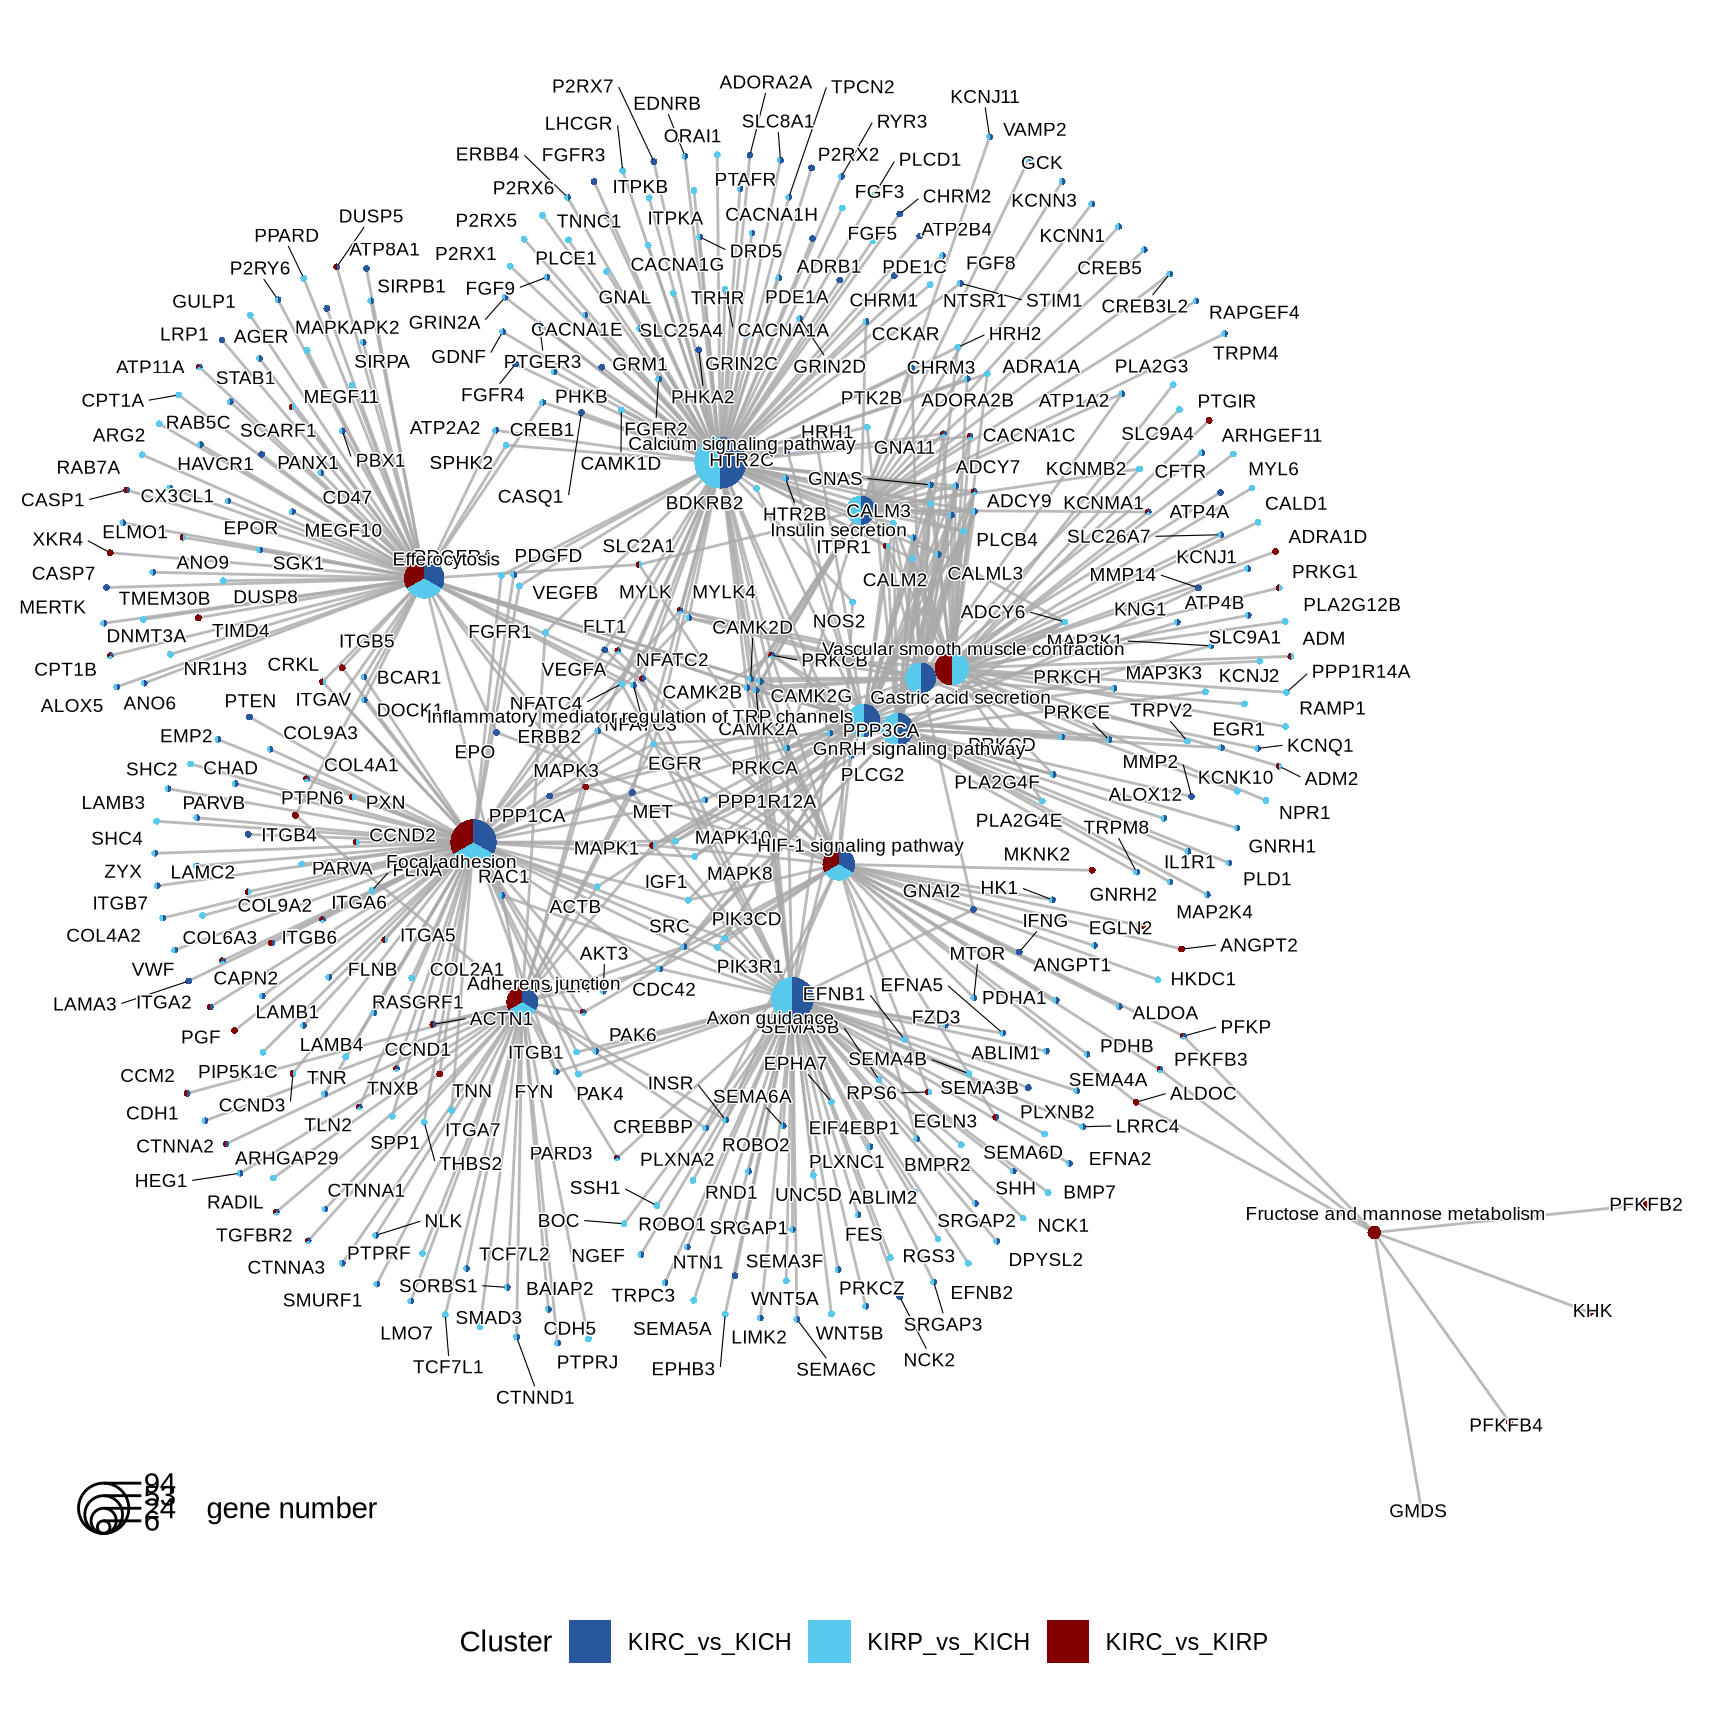 ADORA2A
P2RX7
TPCN2
KCNJ11
EDNRB
LHCGR
SLC8A1
RYR3
VAMP2
ORAI1
ERBB4
FGFR3
P2RX2
PLCD1
GCK
P2RX6
ITPKB
PTAFR
FGF3
CHRM2
KCNN3
DUSP5
P2RX5
TNNC1
ITPKA
CACNA1H
PPARD
ATP8A1
P2RX1
PLCE1
DRD5
FGF5
ATP2B4
KCNN1
P2RY6
CACNA1G
ADRB1
PDE1C
FGF8
CREB5
SIRPB1
FGF9
GNAL
TRHR
PDE1A
CHRM1
NTSR1
STIM1
CREB3L2
GULP1
RAPGEF4
LRP1
AGER
MAPKAPK2
GRIN2A
CACNA1E
SLC25A4
CACNA1A
CCKAR
HRH2
GDNF
PTGER3
GRM1
GRIN2C
GRIN2D
CHRM3
ADRA1A
TRPM4
ATP11A
STAB1
SIRPA
PLA2G3
CPT1A
MEGF11
FGFR4
PHKB
PHKA2
PTK2B
ADORA2B
ATP1A2
PTGIR
ARG2
RAB5C
SCARF1
ATP2A2
CREB1
FGFR2
HRH1
GNA11
CACNA1C
SLC9A4
ARHGEF11
Calcium signaling pathway
RAB7A
HAVCR1
PANX1
PBX1
SPHK2
CAMK1D
HTR2C
ADCY7
KCNMB2
CFTR
MYL6
GNAS
CASP1
CX3CL1
CD47
CASQ1
BDKRB2
HTR2B
CALM3
ADCY9
KCNMA1
ATP4A
CALD1
XKR4
ELMO1
EPOR
MEGF10
Insulin secretion
PLCB4
SLC26A7
ADRA1D
SLC2A1
ITPR1
CASP7
ANO9
SGK1
Efferocytosis
PDGFD
KCNJ1
CALM2
CALML3
MMP14
PRKG1
MERTK
TMEM30B
DUSP8
VEGFB
MYLK
MYLK4
ADCY6
KNG1
ATP4B
PLA2G12B
DNMT3A
TIMD4
ITGB5
FGFR1
FLT1
CAMK2D
NOS2
MAP3K1
SLC9A1
ADM
Vascular smooth muscle contraction
CPT1B
NR1H3
CRKL
BCAR1
VEGFA
NFATC2
PRKCB
PRKCH
MAP3K3
KCNJ2
PPP1R14A
ALOX5
ANO6
PTEN
ITGAV
DOCK1
NFATC4
CAMK2B
CAMK2G
Gastric acid secretion
PRKCE
TRPV2
RAMP1
Inflammatory mediator regulation of TRP channels
NFATC3
CAMK2A
PPP3CA
EGR1
EMP2
COL9A3
EPO
ERBB2
GnRH signaling pathway
PRKCD
KCNQ1
SHC2
CHAD
COL4A1
MAPK3
EGFR
PRKCA
PLCG2
PLA2G4F
MMP2
KCNK10
ADM2
LAMB3
PARVB
PTPN6
PXN
PPP1CA
MET
PPP1R12A
ALOX12
NPR1
SHC4
ITGB4
CCND2
MAPK1
MAPK10
HIF-1 signaling pathway
PLA2G4E
TRPM8
GNRH1
ZYX
LAMC2
PARVA
Focal adhesion
FLNA
RAC1
IGF1
MAPK8
MKNK2
IL1R1
PLD1
ITGB7
COL9A2
ITGA6
ACTB
GNAI2
HK1
GNRH2
MAP2K4
COL4A2
COL6A3
ITGB6
ITGA5
SRC
PIK3CD
IFNG
EGLN2
ANGPT2
VWF
CAPN2
FLNB
COL2A1
AKT3
PIK3R1
MTOR
ANGPT1
HKDC1
LAMA3
ITGA2
LAMB1
RASGRF1
Adherens junction
CDC42
EFNB1
EFNA5
PDHA1
ALDOA
PGF
LAMB4
ACTN1
Axon guidance
FZD3
PFKP
SEMA5B
PAK6
CCM2
PIP5K1C
TNR
CCND1
ITGB1
EPHA7
SEMA4B
ABLIM1
PDHB
PFKFB3
CDH1
CCND3
TNXB
TNN
FYN
PAK4
INSR
SEMA6A
RPS6
SEMA3B
SEMA4A
ALDOC
CTNNA2
TLN2
SPP1
ITGA7
CREBBP
ROBO2
EIF4EBP1
EGLN3
PLXNB2
LRRC4
HEG1
ARHGAP29
THBS2
PARD3
PLXNA2
PLXNC1
BMPR2
SEMA6D
EFNA2
RADIL
CTNNA1
SSH1
RND1
UNC5D
ABLIM2
SHH
BMP7
TGFBR2
NLK
BOC
ROBO1
SRGAP1
FES
SRGAP2
NCK1
Fructose and mannose metabolism
PFKFB2
CTNNA3
PTPRF
TCF7L2
NGEF
NTN1
SEMA3F
RGS3
DPYSL2
SMURF1
SORBS1
BAIAP2
TRPC3
WNT5A
PRKCZ
EFNB2
KHK
LMO7
SMAD3
CDH5
SEMA5A
LIMK2
WNT5B
SRGAP3
TCF7L1
PTPRJ
EPHB3
SEMA6C
NCK2
CTNND1
PFKFB4
GMDS
94
53
24
6
gene number
Cluster
KIRC_vs_KICH
KIRP_vs_KICH
KIRC_vs_KIRP